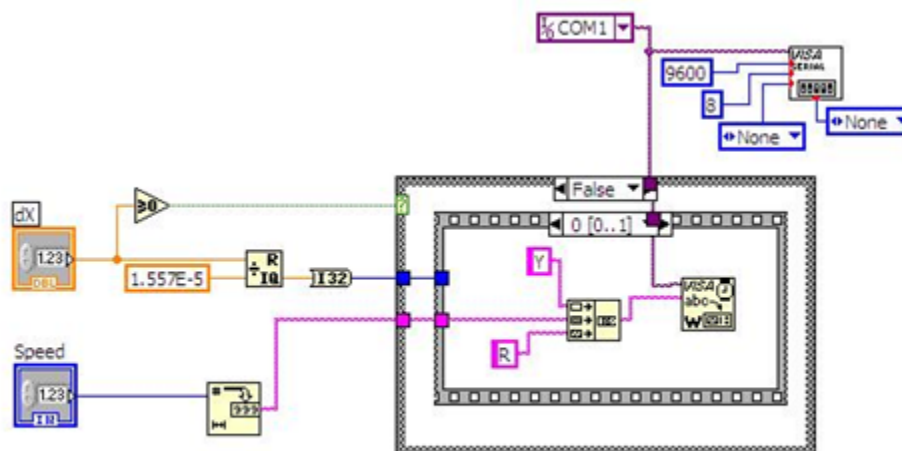 COM1
VISA
SERIAL
9600
8
None
None
False
dX
≥0
?
0 [0..1]
1.23
DBL
R
IQ
I32
1.557E-5
Y
VISA
abc
W
R
Speed
1.23
999